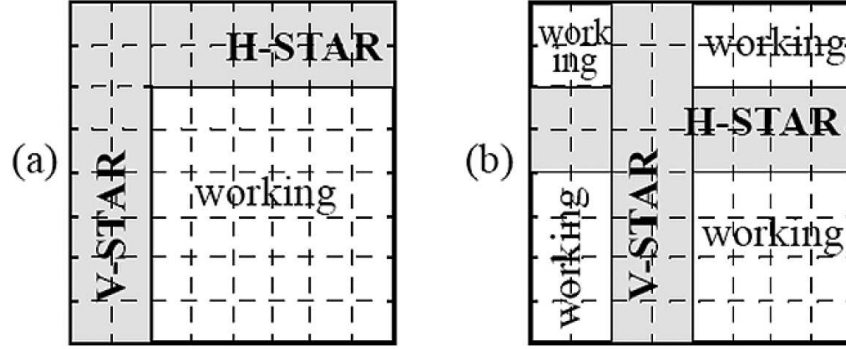 (a)
H-STAR
V-STAR
working
(b)
work
ing
working
H-STAR
V-STAR
working
working